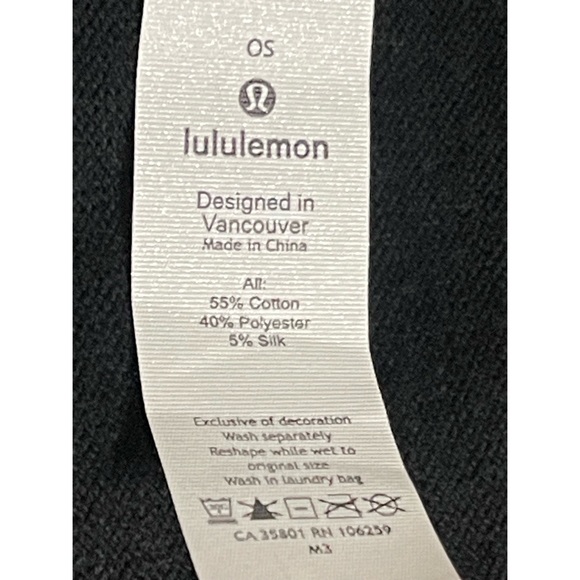 OS
lululemon
Designed in
Vancouver
Made in China
All:
55% Cotton
40% Polyester
5% Silk
Exclusive of decoration
Wash separately
Reshape while wet to
original size
Wash in laundry bag
CA 35801 RN 106259
M3